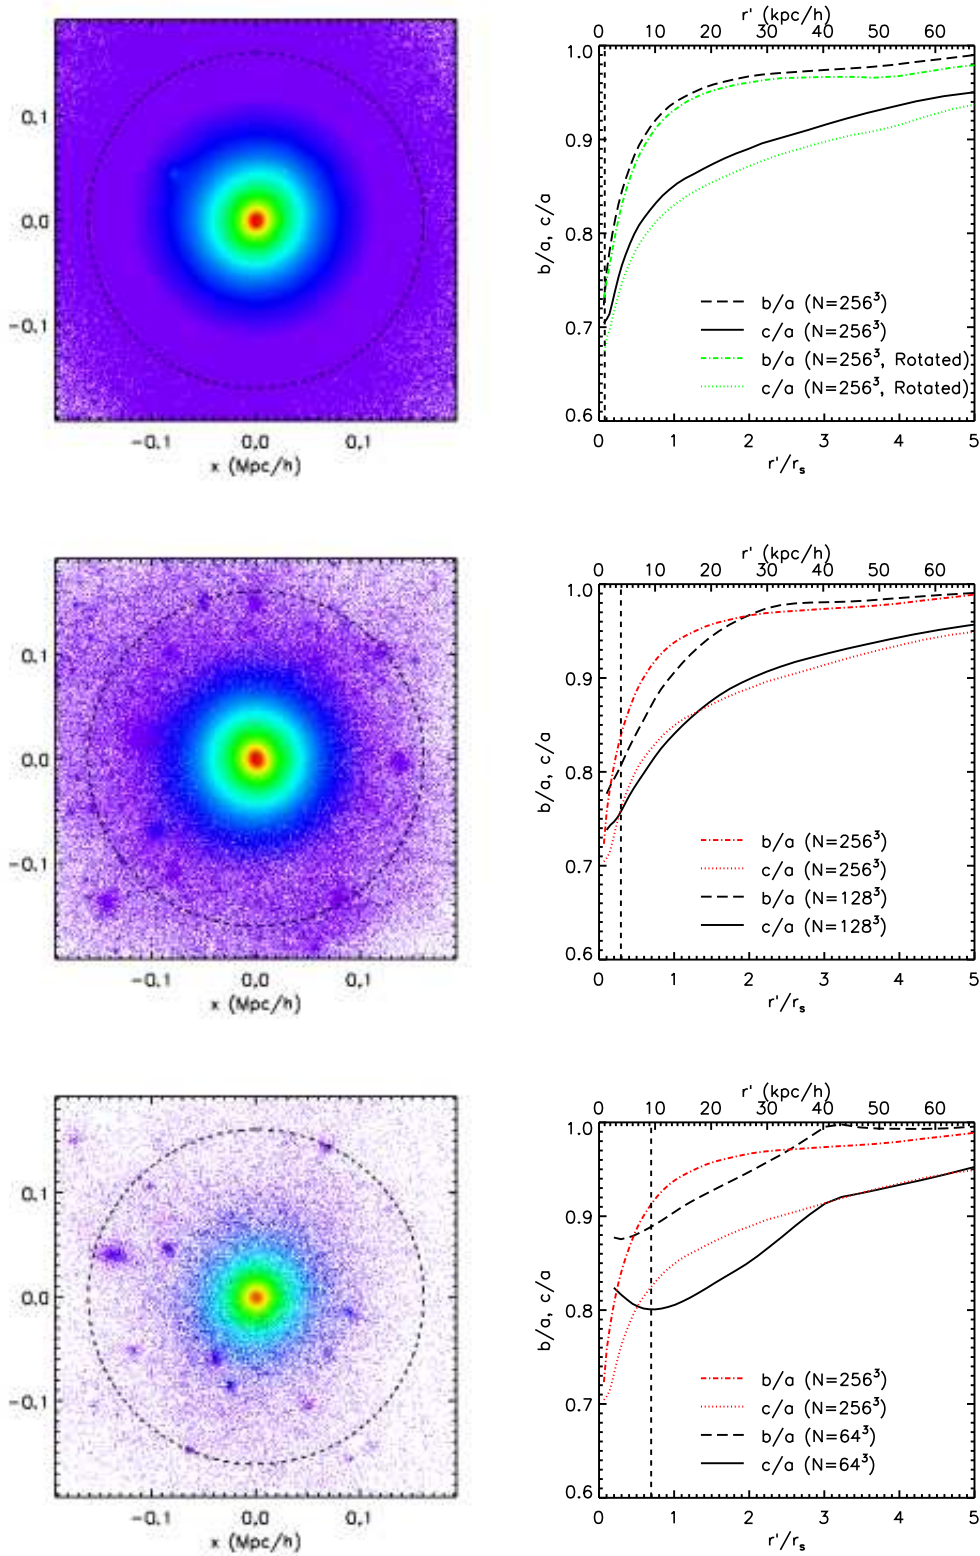 0.1
0.0
−0.1
−0.1 0.0 0.1
x (Mpc/h)
r' (kpc/h)
0 10 20 30 40 50 60
1.0
0.9
0.8
0.7
0.6
b/a, c/a
b/a (N=256³)
c/a (N=256³)
b/a (N=256³, Rotated)
c/a (N=256³, Rotated)
0 1 2 3 4 5
r'/rₛ
0.1
0.0
−0.1
−0.1 0.0 0.1
x (Mpc/h)
r' (kpc/h)
0 10 20 30 40 50 60
1.0
0.9
0.8
0.7
0.6
b/a, c/a
b/a (N=256³)
c/a (N=256³)
b/a (N=128³)
c/a (N=128³)
0 1 2 3 4 5
r'/rₛ
0.1
0.0
−0.1
−0.1 0.0 0.1
x (Mpc/h)
r' (kpc/h)
0 10 20 30 40 50 60
1.0
0.9
0.8
0.7
0.6
b/a, c/a
b/a (N=256³)
c/a (N=256³)
b/a (N=64³)
c/a (N=64³)
0 1 2 3 4 5
r'/rₛ